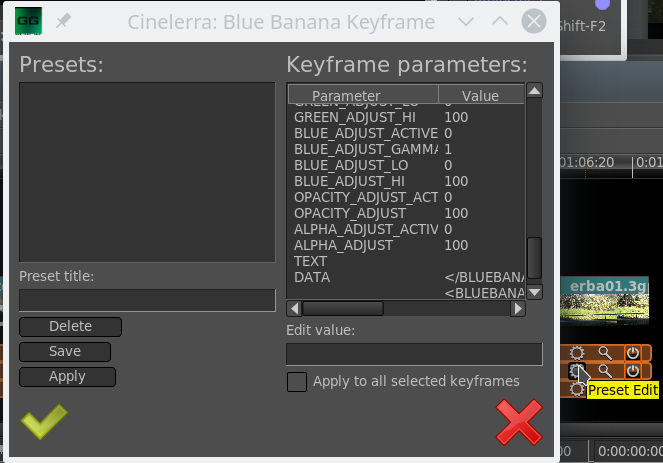 GG
Cinelerra: Blue Banana Keyframe
Shift-F2
Presets:
Keyframe parameters:
Parameter Value
GREEN_ADJUST_LO 0
GREEN_ADJUST_HI 100
BLUE_ADJUST_ACTIVE 0
BLUE_ADJUST_GAMMA 1
BLUE_ADJUST_LO 0
BLUE_ADJUST_HI 100
OPACITY_ADJUST_ACT 0
OPACITY_ADJUST 100
ALPHA_ADJUST_ACTIV 0
ALPHA_ADJUST 100
TEXT
DATA </BLUEBANA
<BLUEBANA
01:06:20 0:01
erba01.3g
Preset title:
Delete
Save
Apply
Edit value:
Apply to all selected keyframes
Preset Edit
00 0:00:00:00